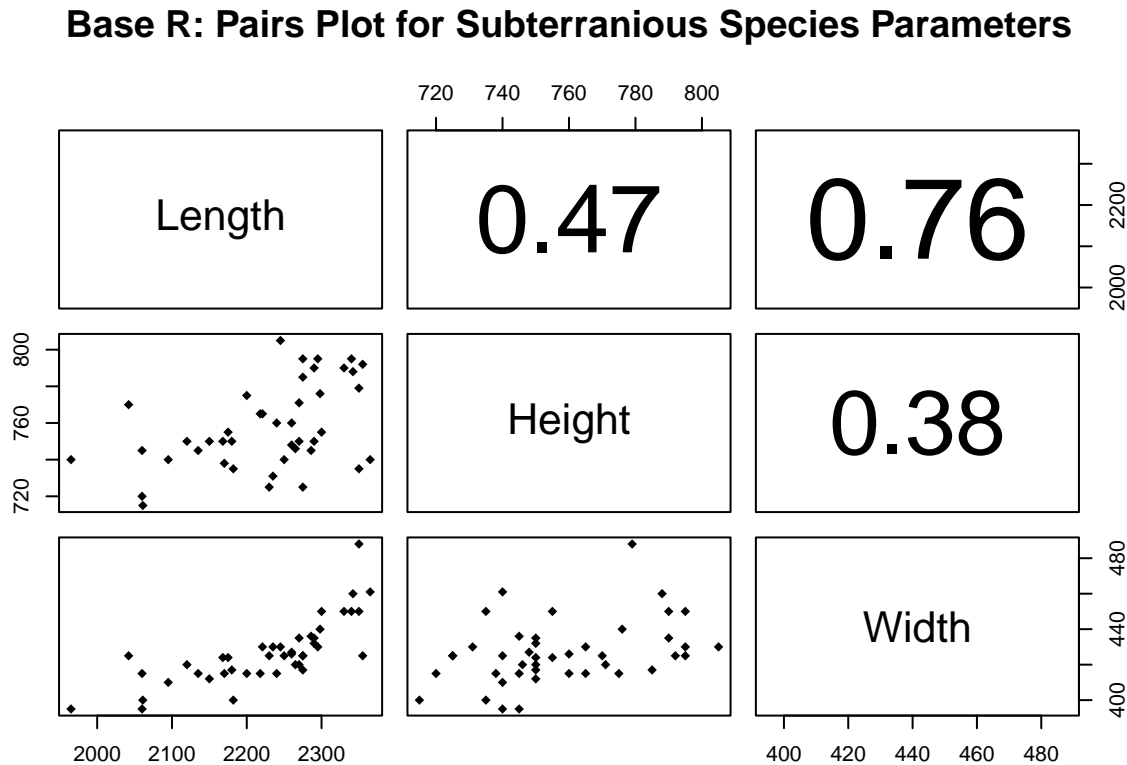 Base R: Pairs Plot for Subterranious Species Parameters
720 740 760 780 800
Length
0.47
0.76
2000 2200
720 760 800
Height
0.38
Width
400 440 480
2000 2100 2200 2300
400 420 440 460 480